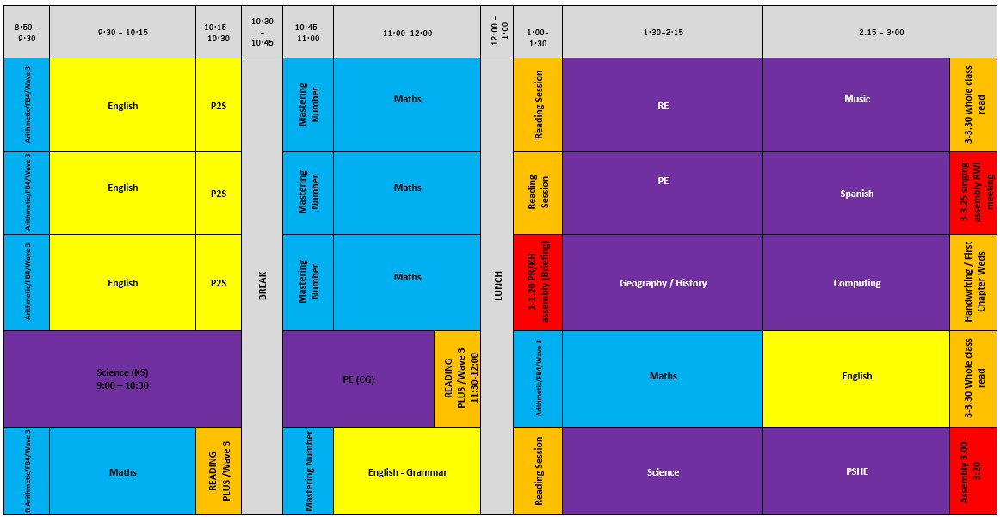 8·50 – 9·30
9·30 – 10·15
10·15 – 10·30
10·30 – 10·45
10·45– 11·00
11·00–12·00
12·00 – 1·00
1·00– 1·30
1·30–2·15
2.15 – 3·00
Arithmetic/FB4/Wave 3
English
P2S
Mastering
Number
Maths
Reading Session
RE
Music
3-3.30 whole class
read
Arithmetic/FB4/Wave 3
English
P2S
Mastering
Number
Maths
Reading
Session
PE
Spanish
3-3.25 singing
assembly RWI
meeting
Arithmetic/FB4/Wave 3
English
P2S
BREAK
Mastering
Number
Maths
LUNCH
1-1.20 PR/KH
assembly (Briefing)
Geography / History
Computing
Handwriting / First
Chapter Weds
Science (KS)
9:00 – 10:30
PE (CG)
READING
PLUS /Wave 3
11:30-12:00
Arithmetic/FB4/Wave 3
Maths
English
3-3.30 Whole class
read
R Arithmetic/FB4/Wave 3
Maths
READING
PLUS /Wave 3
Mastering Number
English - Grammar
Reading Session
Science
PSHE
Assembly 3.00-
3:20